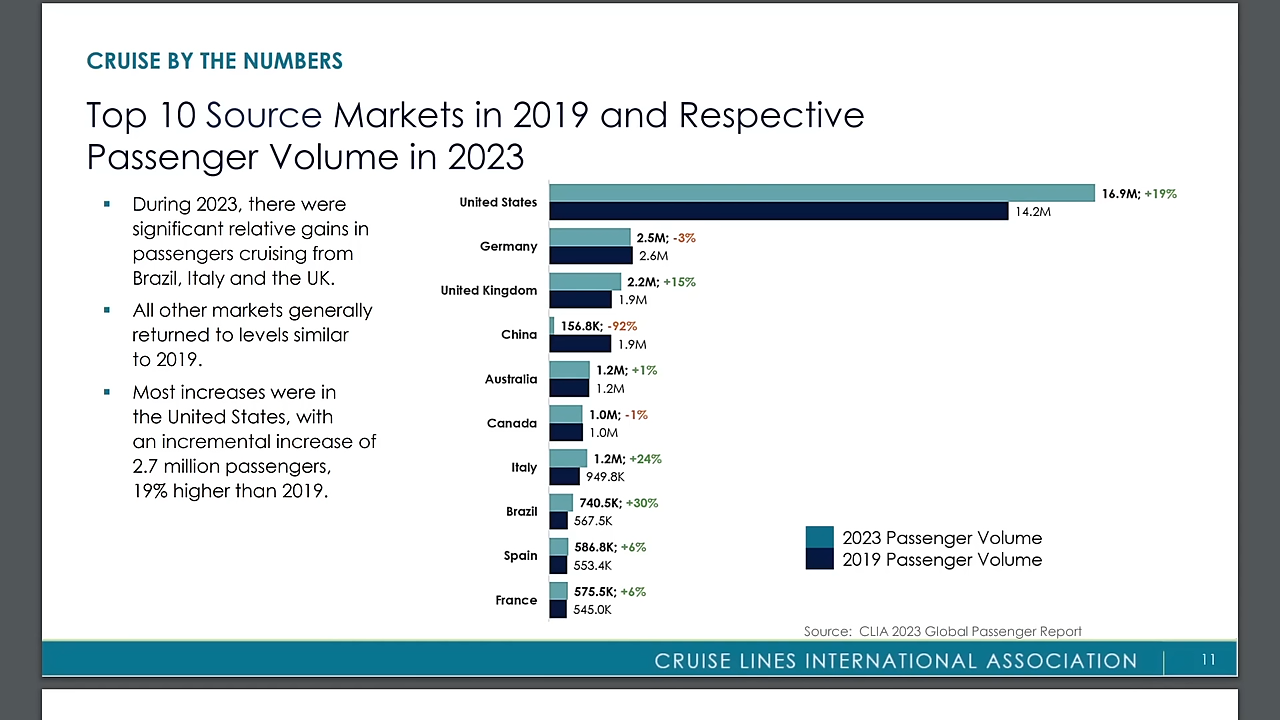 CRUISE BY THE NUMBERS
Top 10 Source Markets in 2019 and Respective
Passenger Volume in 2023
During 2023, there were
significant relative gains in
passengers cruising from
Brazil, Italy and the UK.
All other markets generally
returned to levels similar
to 2019.
Most increases were in
the United States, with
an incremental increase of
2.7 million passengers,
19% higher than 2019.
United States
16.9M; +19%
14.2M
Germany
2.5M; -3%
2.6M
United Kingdom
2.2M; +15%
1.9M
China
156.8K; -92%
1.9M
Australia
1.2M; +1%
1.2M
Canada
1.0M; -1%
1.0M
Italy
1.2M; +24%
949.8K
Brazil
740.5K; +30%
567.5K
Spain
586.8K; +6%
553.4K
France
575.5K; +6%
545.0K
2023 Passenger Volume
2019 Passenger Volume
Source: CLIA 2023 Global Passenger Report
CRUISE LINES INTERNATIONAL ASSOCIATION | 11